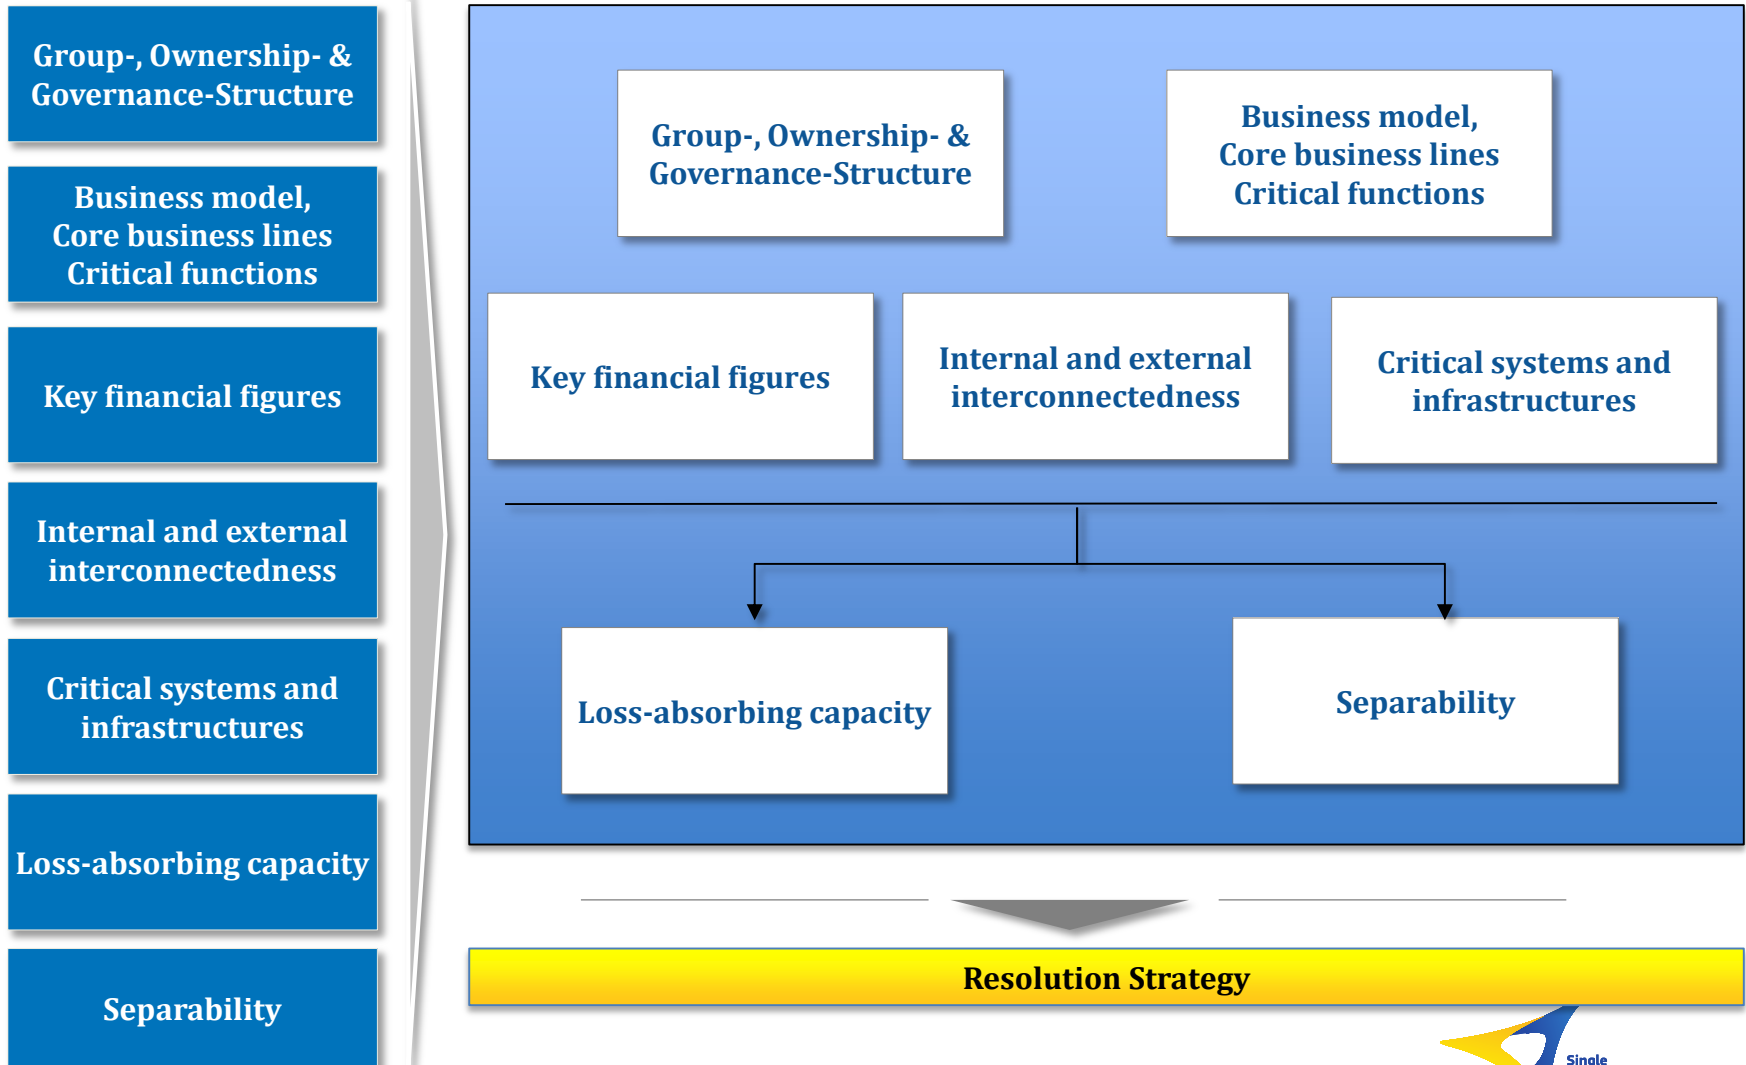 Group-, Ownership- &
Governance-Structure
Business model,
Core business lines
Critical functions
Key financial figures
Internal and external
interconnectedness
Critical systems and
infrastructures
Loss-absorbing capacity
Separability
Group-, Ownership- &
Governance-Structure
Business model,
Core business lines
Critical functions
Key financial figures
Internal and external
interconnectedness
Critical systems and
infrastructures
Loss-absorbing capacity
Separability
Resolution Strategy
Single